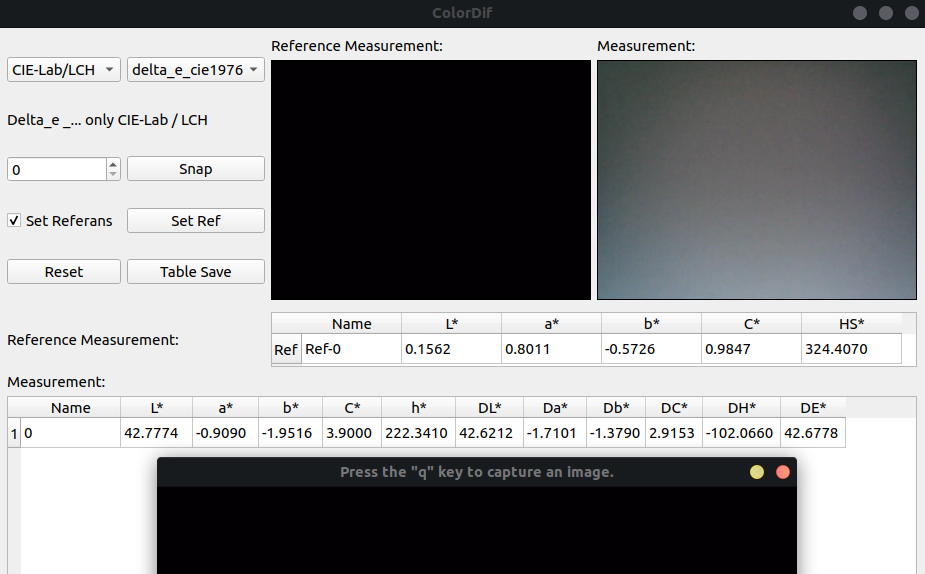 ColorDif
Reference Measurement: Measurement:
CIE-Lab/LCH delta_e_cie1976
Delta_e _... only CIE-Lab / LCH
0 Snap
Set Referans Set Ref
Reset Table Save
Reference Measurement:
Name L* a* b* C* HS*
Ref Ref-0 0.1562 0.8011 -0.5726 0.9847 324.4070
Measurement:
Name L* a* b* C* h* DL* Da* Db* DC* DH* DE*
1 0 42.7774 -0.9090 -1.9516 3.9000 222.3410 42.6212 -1.7101 -1.3790 2.9153 -102.0660 42.6778
Press the "q" key to capture an image.